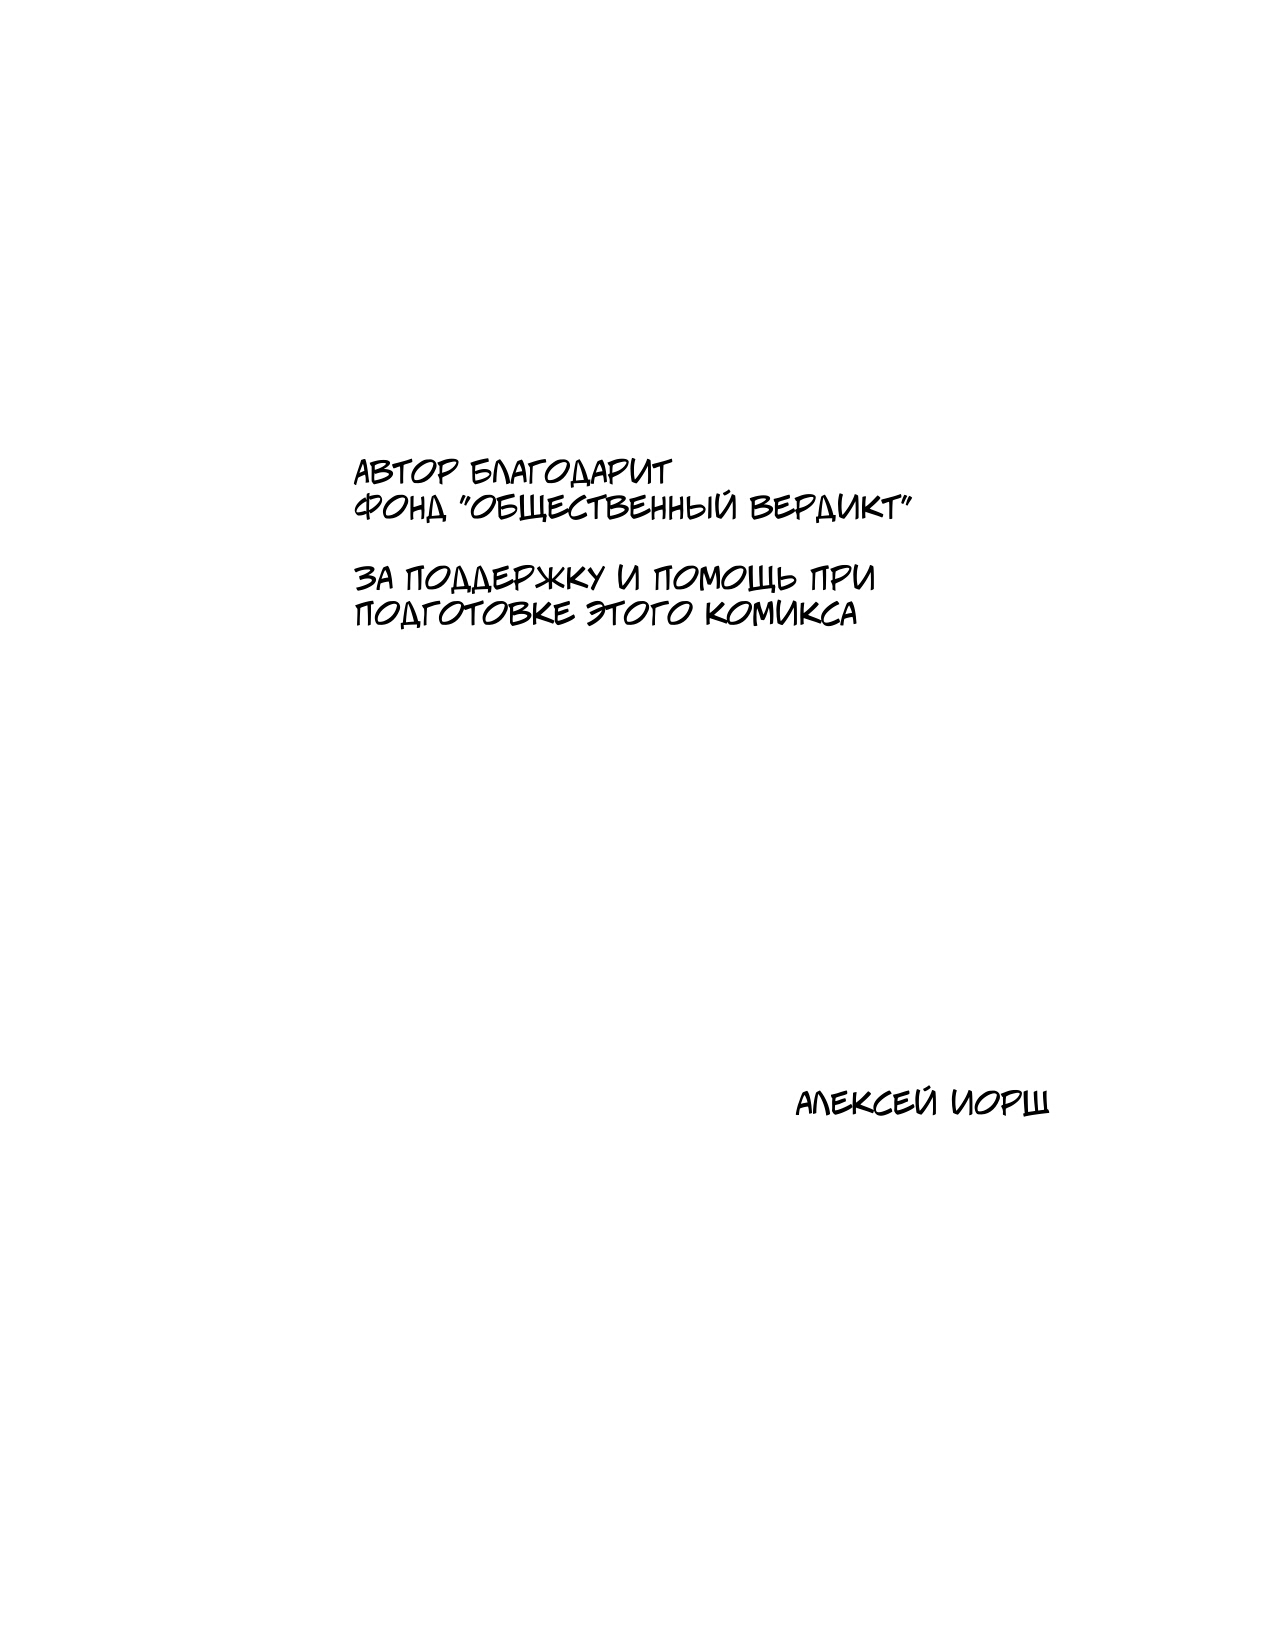 АВТОР БЛАГОДАРИТ
ФОНД "ОБЩЕСТВЕННЫЙ ВЕРДИКТ"
ЗА ПОДДЕРЖКУ И ПОМОЩЬ ПРИ
ПОДГОТОВКЕ ЭТОГО КОМИКСА
АЛЕКСЕЙ ИОРШ